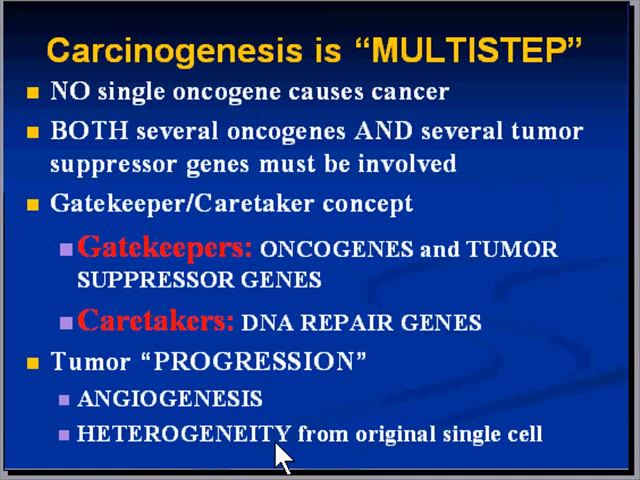 Carcinogenesis is “MULTISTEP”
NO single oncogene causes cancer
BOTH several oncogenes AND several tumor
suppressor genes must be involved
Gatekeeper/Caretaker concept
Gatekeepers: ONCOGENES and TUMOR
SUPPRESSOR GENES
Caretakers: DNA REPAIR GENES
Tumor “PROGRESSION”
ANGIOGENESIS
HETEROGENEITY from original single cell